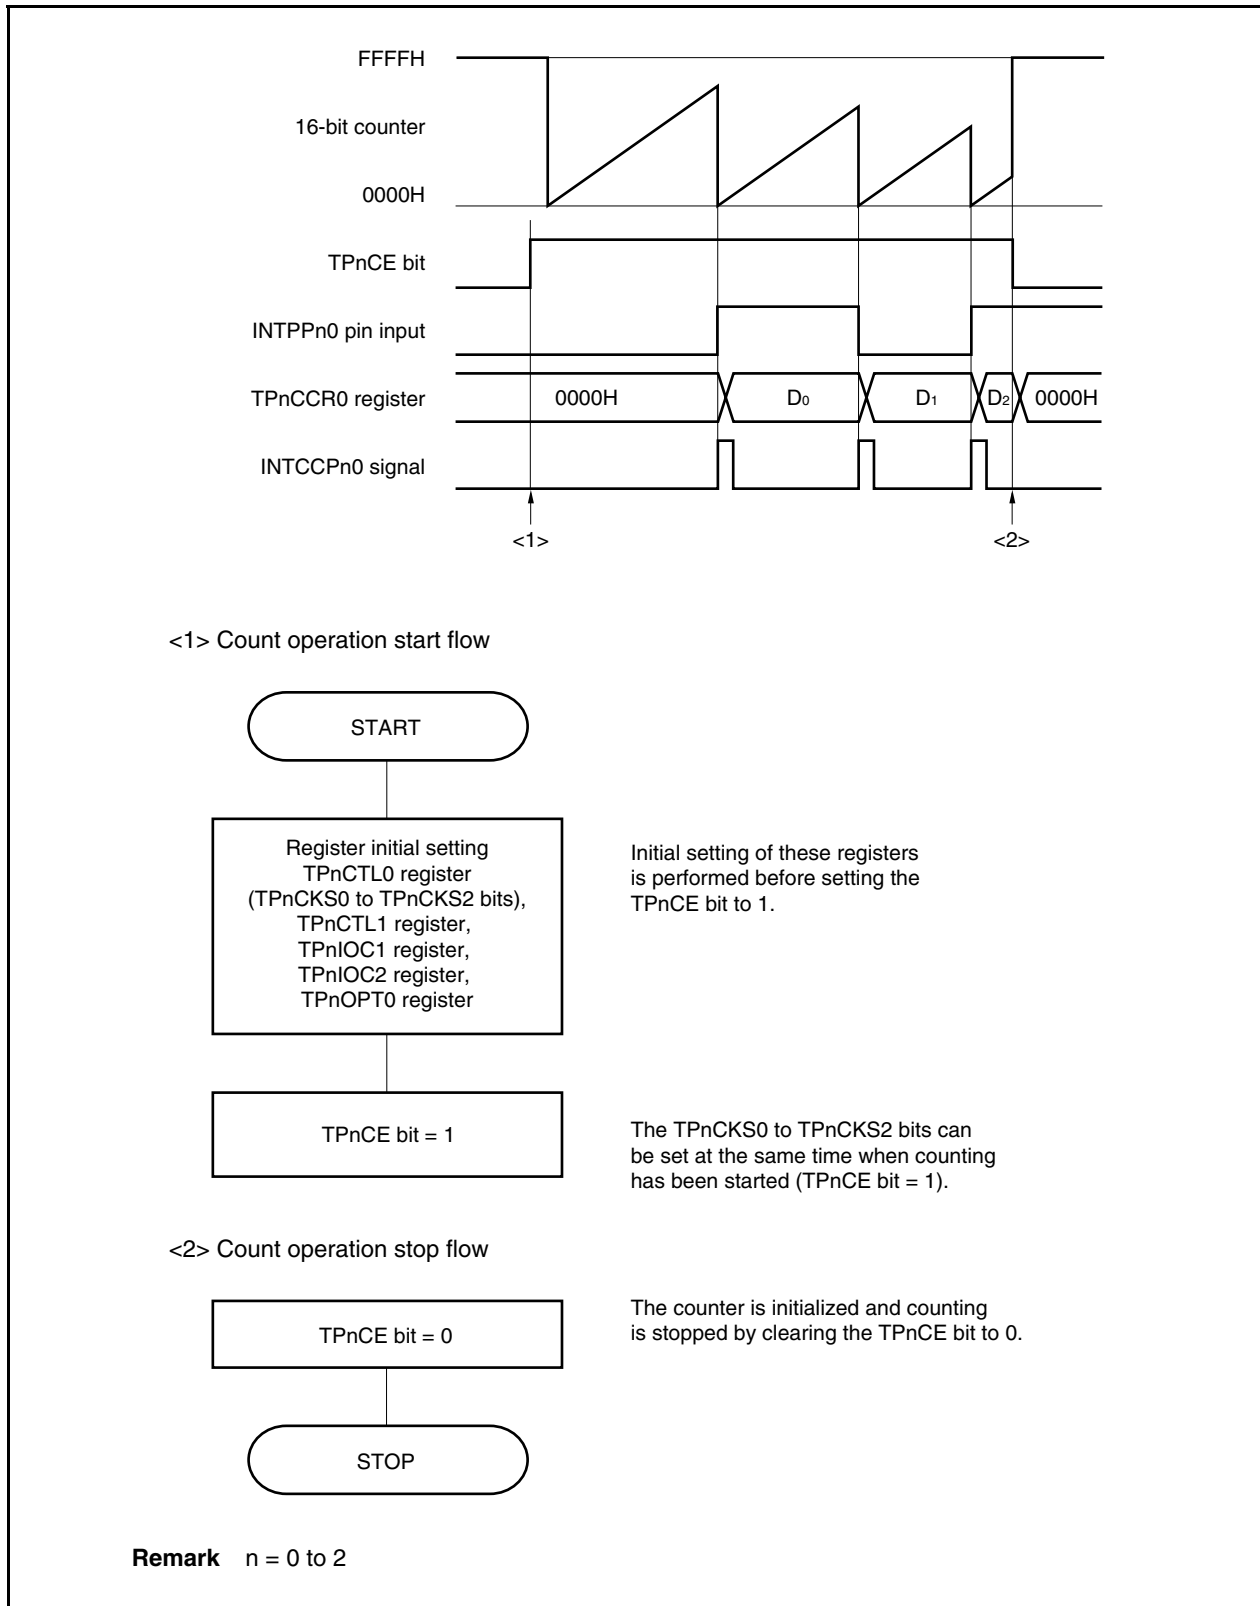 FFFFH
16-bit counter
0000H
TPnCE bit
INTPPn0 pin input
TPnCCR0 register
0000H D0 D1 D2 0000H
INTCCPn0 signal
<1> <2>
<1> Count operation start flow
START
Register initial setting
TPnCTL0 register
(TPnCKS0 to TPnCKS2 bits),
TPnCTL1 register,
TPnIOC1 register,
TPnIOC2 register,
TPnOPT0 register
Initial setting of these registers
is performed before setting the
TPnCE bit to 1.
TPnCE bit = 1
The TPnCKS0 to TPnCKS2 bits can
be set at the same time when counting
has been started (TPnCE bit = 1).
<2> Count operation stop flow
TPnCE bit = 0
The counter is initialized and counting
is stopped by clearing the TPnCE bit to 0.
STOP
Remark n = 0 to 2